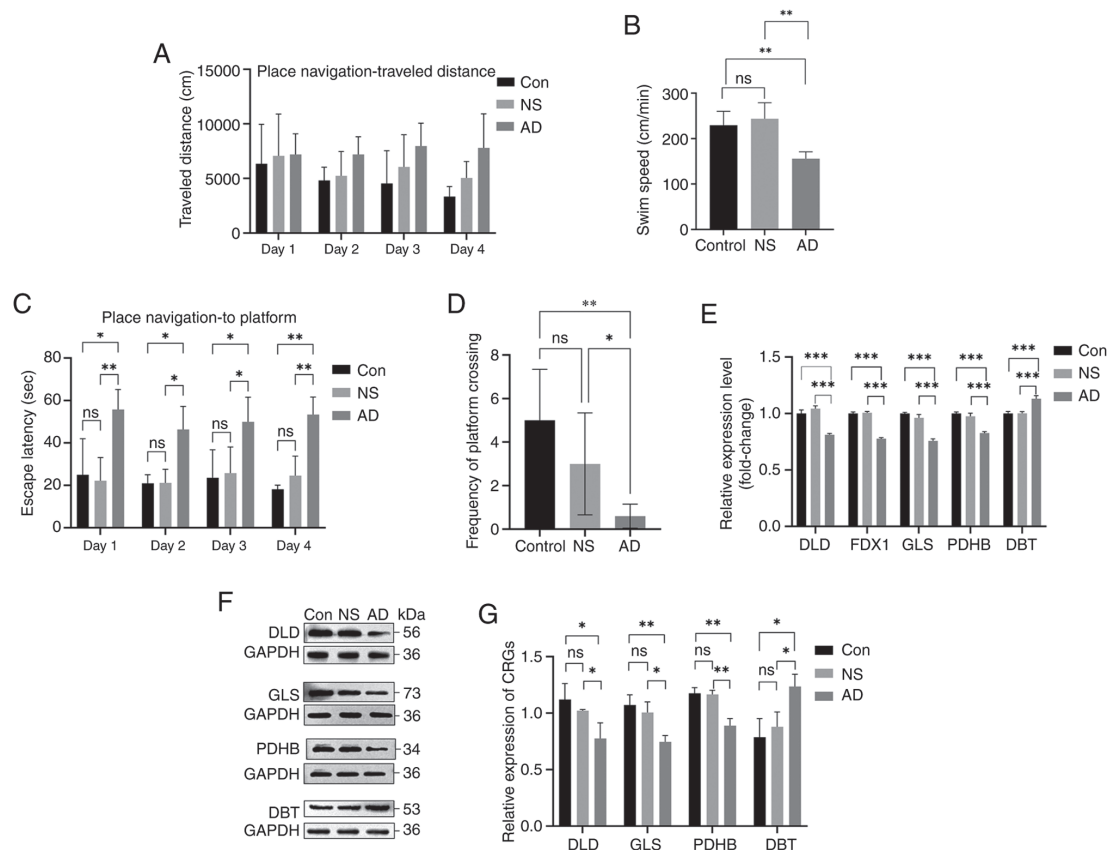 A
Place navigation-traveled distance
Traveled distance (cm)
15000
10000
5000
0
Day 1 Day 2 Day 3 Day 4
Con
NS
AD
B
**
**
ns
Swim speed (cm/min)
300
200
100
0
Control NS AD
C
Place navigation-to platform
* * * **
** * * **
ns ns ns ns
Escape latency (sec)
80
60
40
20
0
Day 1 Day 2 Day 3 Day 4
Con
NS
AD
D
**
ns *
Frequency of platform crossing
8
6
4
2
0
Control NS AD
E
*** *** *** *** ***
*** *** *** *** ***
Relative expression level
(fold-change)
1.5
1.0
0.5
0.0
DLD FDX1 GLS PDHB DBT
Con
NS
AD
F
Con NS AD kDa
DLD 56
GAPDH 36
GLS 73
GAPDH 36
PDHB 34
GAPDH 36
DBT 53
GAPDH 36
G
* ** ** *
ns ns ns ns
* * ** *
Relative expression of CRGs
1.5
1.0
0.5
0.0
DLD GLS PDHB DBT
Con
NS
AD